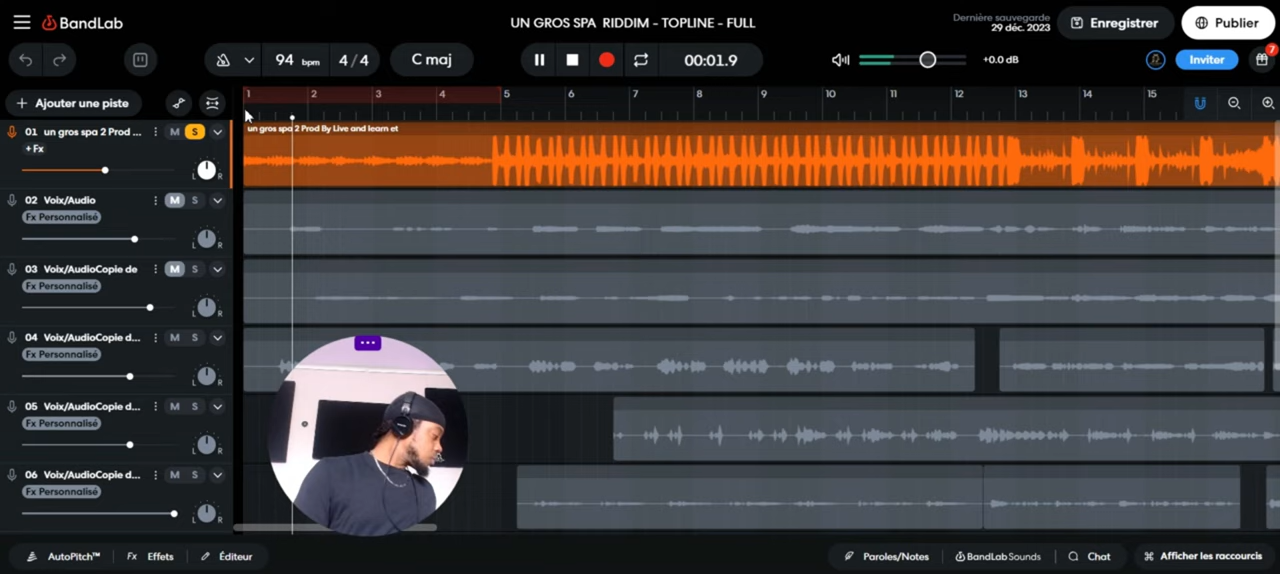 BandLab
UN GROS SPA RIDDIM - TOPLINE - FULL
Dernière sauvegarde
29 déc. 2023
Enregistrer
Publier
94 bpm
4/4
C maj
00:01.9
+0.0 dB
Inviter
7
+ Ajouter une piste
1 2 3 4 5 6 7 8 9 10 11 12 13 14 15
01 un gros spa 2 Prod ...
M S
+ Fx
L R
un gros spa 2 Prod By Live and learn et
02 Voix/Audio
M S
Fx Personnalisé
L R
03 Voix/AudioCopie de
M S
Fx Personnalisé
L R
04 Voix/AudioCopie d...
M S
Fx Personnalisé
L R
05 Voix/AudioCopie d...
M S
Fx Personnalisé
L R
06 Voix/AudioCopie d...
M S
Fx Personnalisé
L R
AutoPitch™
Fx Effets
Éditeur
Paroles/Notes
BandLab Sounds
Chat
Afficher les raccourcis